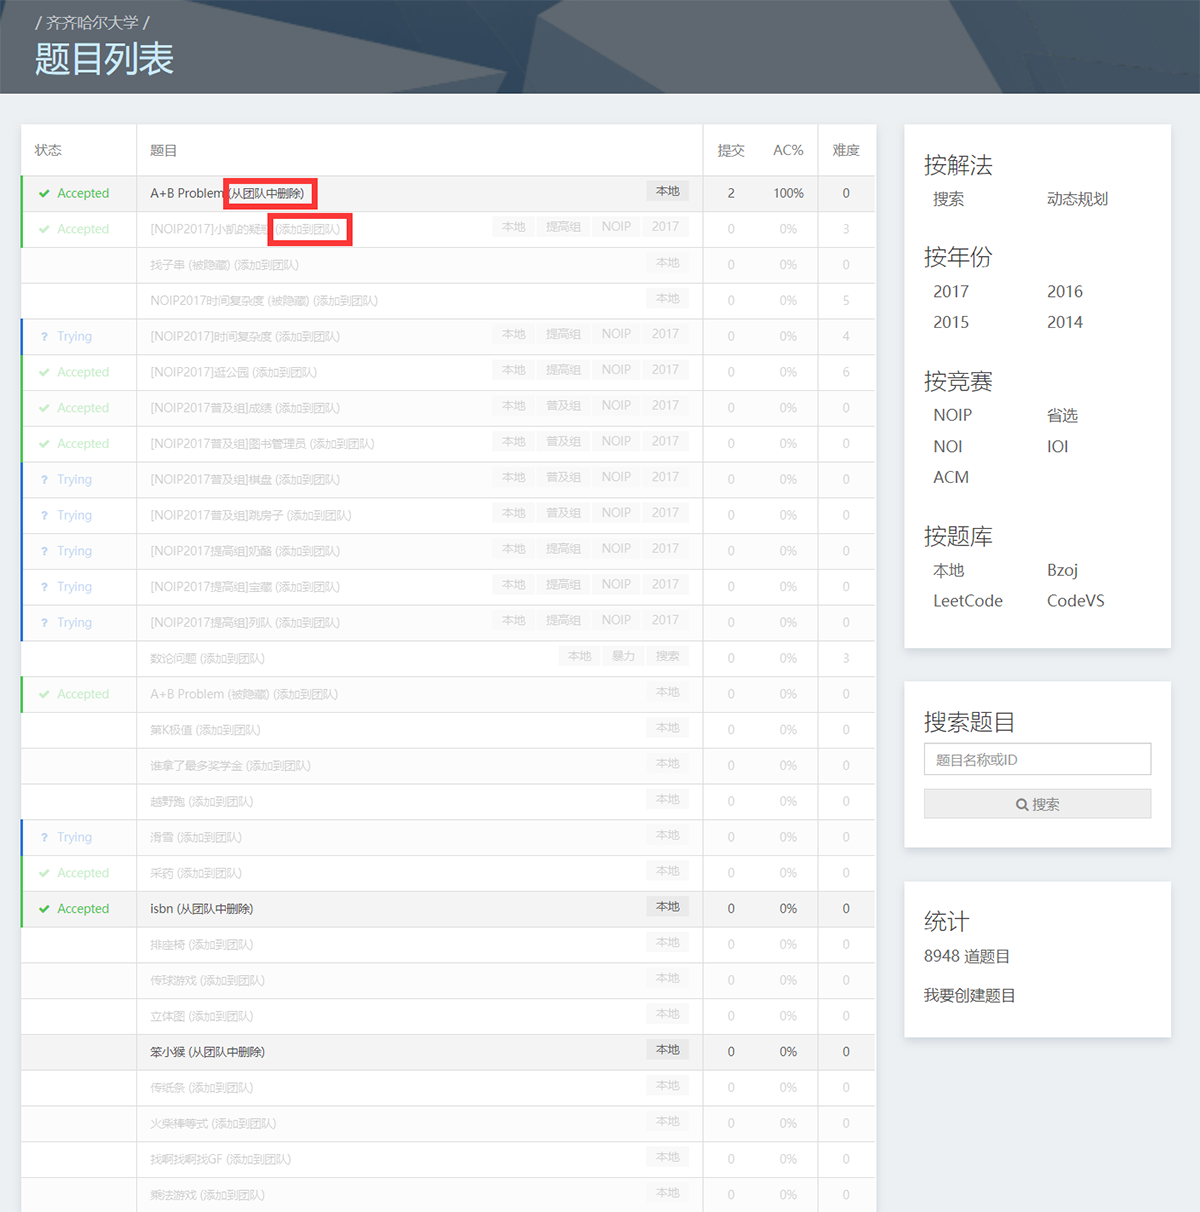 / 齐齐哈尔大学 /
题目列表
状态 题目 提交 AC% 难度
Accepted A+B Problem (从团队中删除) 本地 2 100% 0
Accepted [NOIP2017]小凯的疑惑 (添加到团队) 本地 提高组 NOIP 2017 0 0% 3
找子串 (被隐藏) (添加到团队) 本地 0 0% 0
NOIP2017时间复杂度 (被隐藏) (添加到团队) 本地 0 0% 5
? Trying [NOIP2017]时间复杂度 (添加到团队) 本地 提高组 NOIP 2017 0 0% 4
Accepted [NOIP2017]逛公园 (添加到团队) 本地 提高组 NOIP 2017 0 0% 6
Accepted [NOIP2017普及组]成绩 (添加到团队) 本地 普及组 NOIP 2017 0 0% 0
Accepted [NOIP2017普及组]图书管理员 (添加到团队) 本地 普及组 NOIP 2017 0 0% 0
? Trying [NOIP2017普及组]棋盘 (添加到团队) 本地 普及组 NOIP 2017 0 0% 0
? Trying [NOIP2017普及组]跳房子 (添加到团队) 本地 普及组 NOIP 2017 0 0% 0
? Trying [NOIP2017提高组]奶酪 (添加到团队) 本地 提高组 NOIP 2017 0 0% 0
? Trying [NOIP2017提高组]宝藏 (添加到团队) 本地 提高组 NOIP 2017 0 0% 0
? Trying [NOIP2017提高组]列队 (添加到团队) 本地 提高组 NOIP 2017 0 0% 0
数论问题 (添加到团队) 本地 暴力 搜索 0 0% 3
Accepted A+B Problem (被隐藏) (添加到团队) 本地 0 0% 0
第K极值 (添加到团队) 本地 0 0% 0
谁拿了最多奖学金 (添加到团队) 本地 0 0% 0
越野跑 (添加到团队) 本地 0 0% 0
? Trying 滑雪 (添加到团队) 本地 0 0% 0
Accepted 采药 (添加到团队) 本地 0 0% 0
Accepted isbn (从团队中删除) 本地 0 0% 0
排座椅 (添加到团队) 本地 0 0% 0
传球游戏 (添加到团队) 本地 0 0% 0
立体图 (添加到团队) 本地 0 0% 0
笨小猴 (从团队中删除) 本地 0 0% 0
传纸条 (添加到团队) 本地 0 0% 0
火柴棒等式 (添加到团队) 本地 0 0% 0
找啊找啊找GF (添加到团队) 本地 0 0% 0
乘法游戏 (添加到团队) 本地 0 0% 0
按解法
搜索 动态规划
按年份
2017 2016
2015 2014
按竞赛
NOIP 省选
NOI IOI
ACM
按题库
本地 Bzoj
LeetCode CodeVS
搜索题目
题目名称或ID
搜索
统计
8948 道题目
我要创建题目